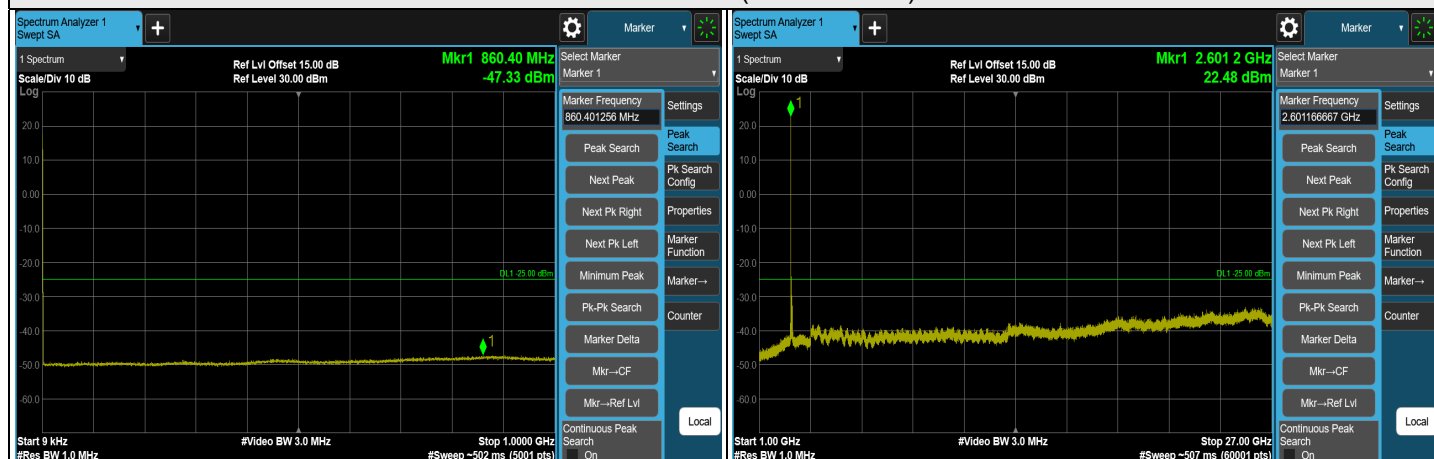 Spectrum Analyzer 1
Swept SA
+
Marker
1 Spectrum
Scale/Div 10 dB
Ref Lvl Offset 15.00 dB
Ref Level 30.00 dBm
Mkr1 860.40 MHz
-47.33 dBm
Log
20.0
10.0
0.00
-10.0
-20.0
-30.0
-40.0
-50.0
-60.0
1
DL1 -25.00 dBm
Start 9 kHz
#Res BW 1.0 MHz
#Video BW 3.0 MHz
Stop 1.0000 GHz
#Sweep ~502 ms (5001 pts)
Select Marker
Marker 1
Marker Frequency
860.401256 MHz
Peak Search
Next Peak
Next Pk Right
Next Pk Left
Minimum Peak
Pk-Pk Search
Marker Delta
Mkr→CF
Mkr→Ref Lvl
Continuous Peak
Search
On
Settings
Peak
Search
Pk Search
Config
Properties
Marker
Function
Marker→
Counter
Local
Spectrum Analyzer 1
Swept SA
+
Marker
1 Spectrum
Scale/Div 10 dB
Ref Lvl Offset 15.00 dB
Ref Level 30.00 dBm
Mkr1 2.601 2 GHz
22.48 dBm
Log
20.0
10.0
0.00
-10.0
-20.0
-30.0
-40.0
-50.0
-60.0
1
DL1 -25.00 dBm
Start 1.00 GHz
#Res BW 1.0 MHz
#Video BW 3.0 MHz
Stop 27.00 GHz
#Sweep ~507 ms (60001 pts)
Select Marker
Marker 1
Marker Frequency
2.601166667 GHz
Peak Search
Next Peak
Next Pk Right
Next Pk Left
Minimum Peak
Pk-Pk Search
Marker Delta
Mkr→CF
Mkr→Ref Lvl
Continuous Peak
Search
On
Settings
Peak
Search
Pk Search
Config
Properties
Marker
Function
Marker→
Counter
Local